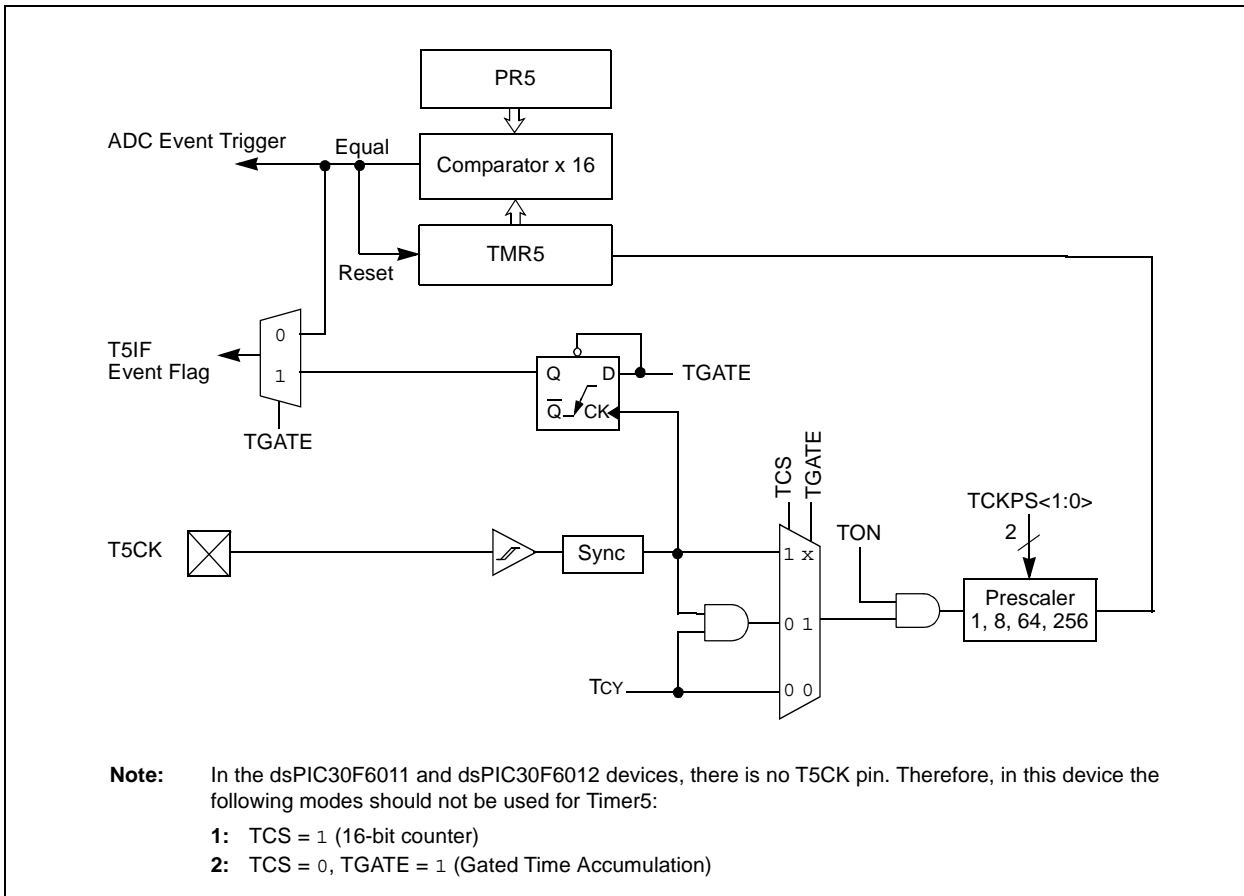 PR5
ADC Event Trigger
Equal
Comparator x 16
TMR5
Reset
0
T5IF
Event Flag
1
Q D
TGATE
Q CK
TGATE
TCS
TGATE
TCKPS<1:0>
TON
2
T5CK
Sync
1 x
Prescaler
1, 8, 64, 256
0 1
TCY
0 0
Note: In the dsPIC30F6011 and dsPIC30F6012 devices, there is no T5CK pin. Therefore, in this device the
following modes should not be used for Timer5:
1: TCS = 1 (16-bit counter)
2: TCS = 0, TGATE = 1 (Gated Time Accumulation)